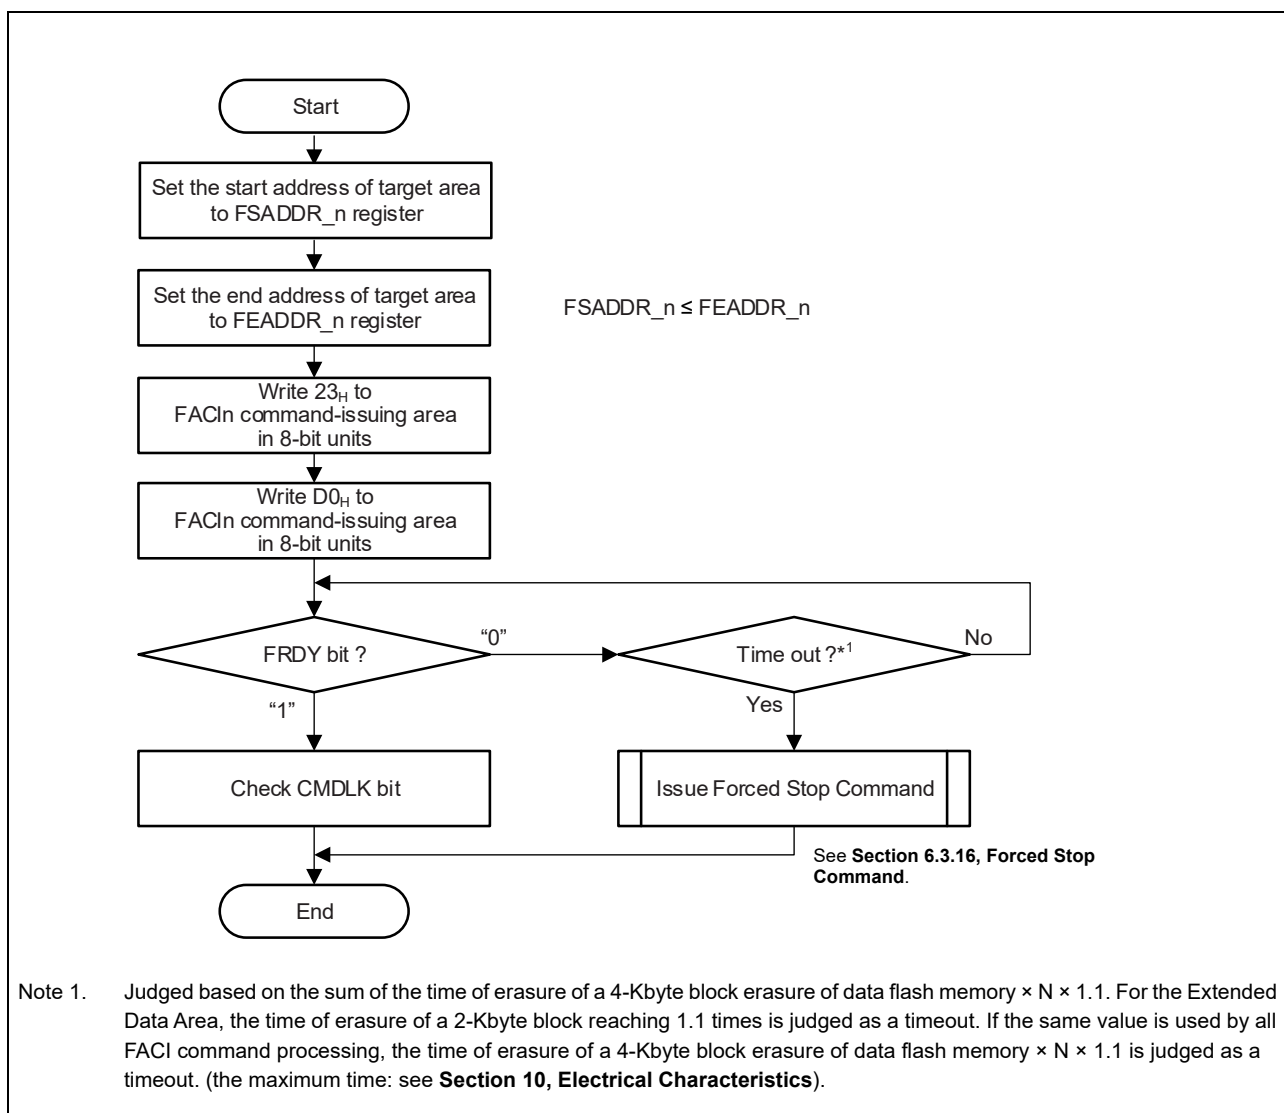 Start
Set the start address of target area
to FSADDR_n register
Set the end address of target area
to FEADDR_n register
FSADDR_n ≤ FEADDR_n
Write 23H to
FACIn command-issuing area
in 8-bit units
Write D0H to
FACIn command-issuing area
in 8-bit units
FRDY bit ?
“0”
Time out ?*1
No
“1”
Yes
Check CMDLK bit
Issue Forced Stop Command
See Section 6.3.16, Forced Stop
Command.
End
Note 1. Judged based on the sum of the time of erasure of a 4-Kbyte block erasure of data flash memory × N × 1.1. For the Extended
Data Area, the time of erasure of a 2-Kbyte block reaching 1.1 times is judged as a timeout. If the same value is used by all
FACI command processing, the time of erasure of a 4-Kbyte block erasure of data flash memory × N × 1.1 is judged as a
timeout. (the maximum time: see Section 10, Electrical Characteristics).